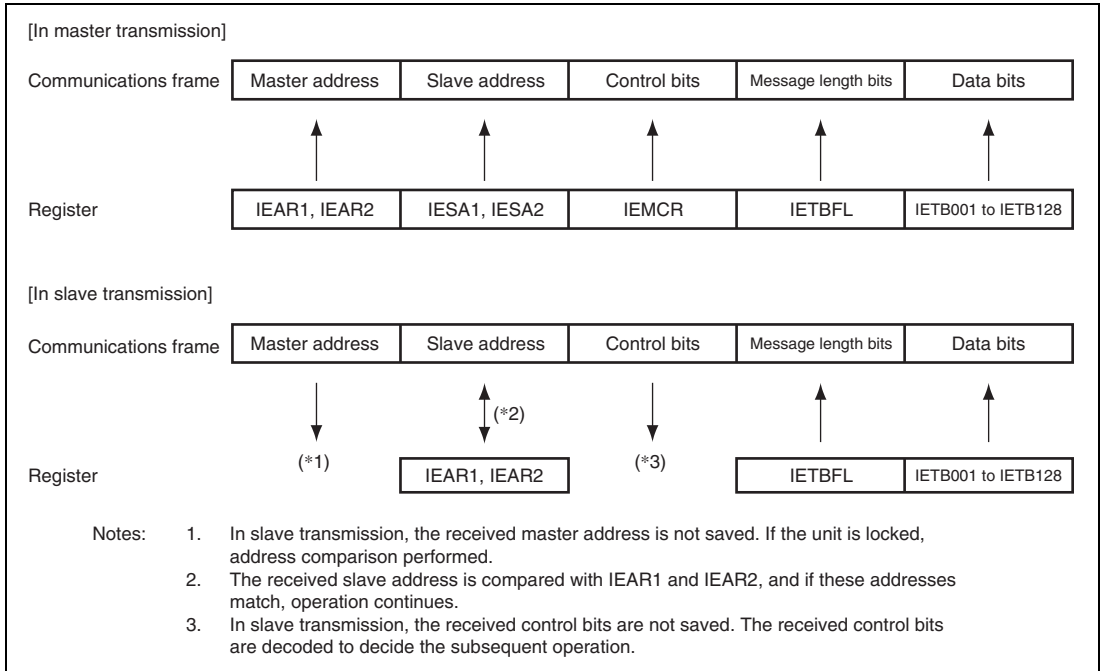 [In master transmission]
Communications frame Master address Slave address Control bits Message length bits Data bits
Register IEAR1, IEAR2 IESA1, IESA2 IEMCR IETBFL IETB001 to IETB128
[In slave transmission]
Communications frame Master address Slave address Control bits Message length bits Data bits
(*2)
(*1) (*3)
Register IEAR1, IEAR2 IETBFL IETB001 to IETB128
Notes: 1. In slave transmission, the received master address is not saved. If the unit is locked,
address comparison performed.
2. The received slave address is compared with IEAR1 and IEAR2, and if these addresses
match, operation continues.
3. In slave transmission, the received control bits are not saved. The received control bits
are decoded to decide the subsequent operation.